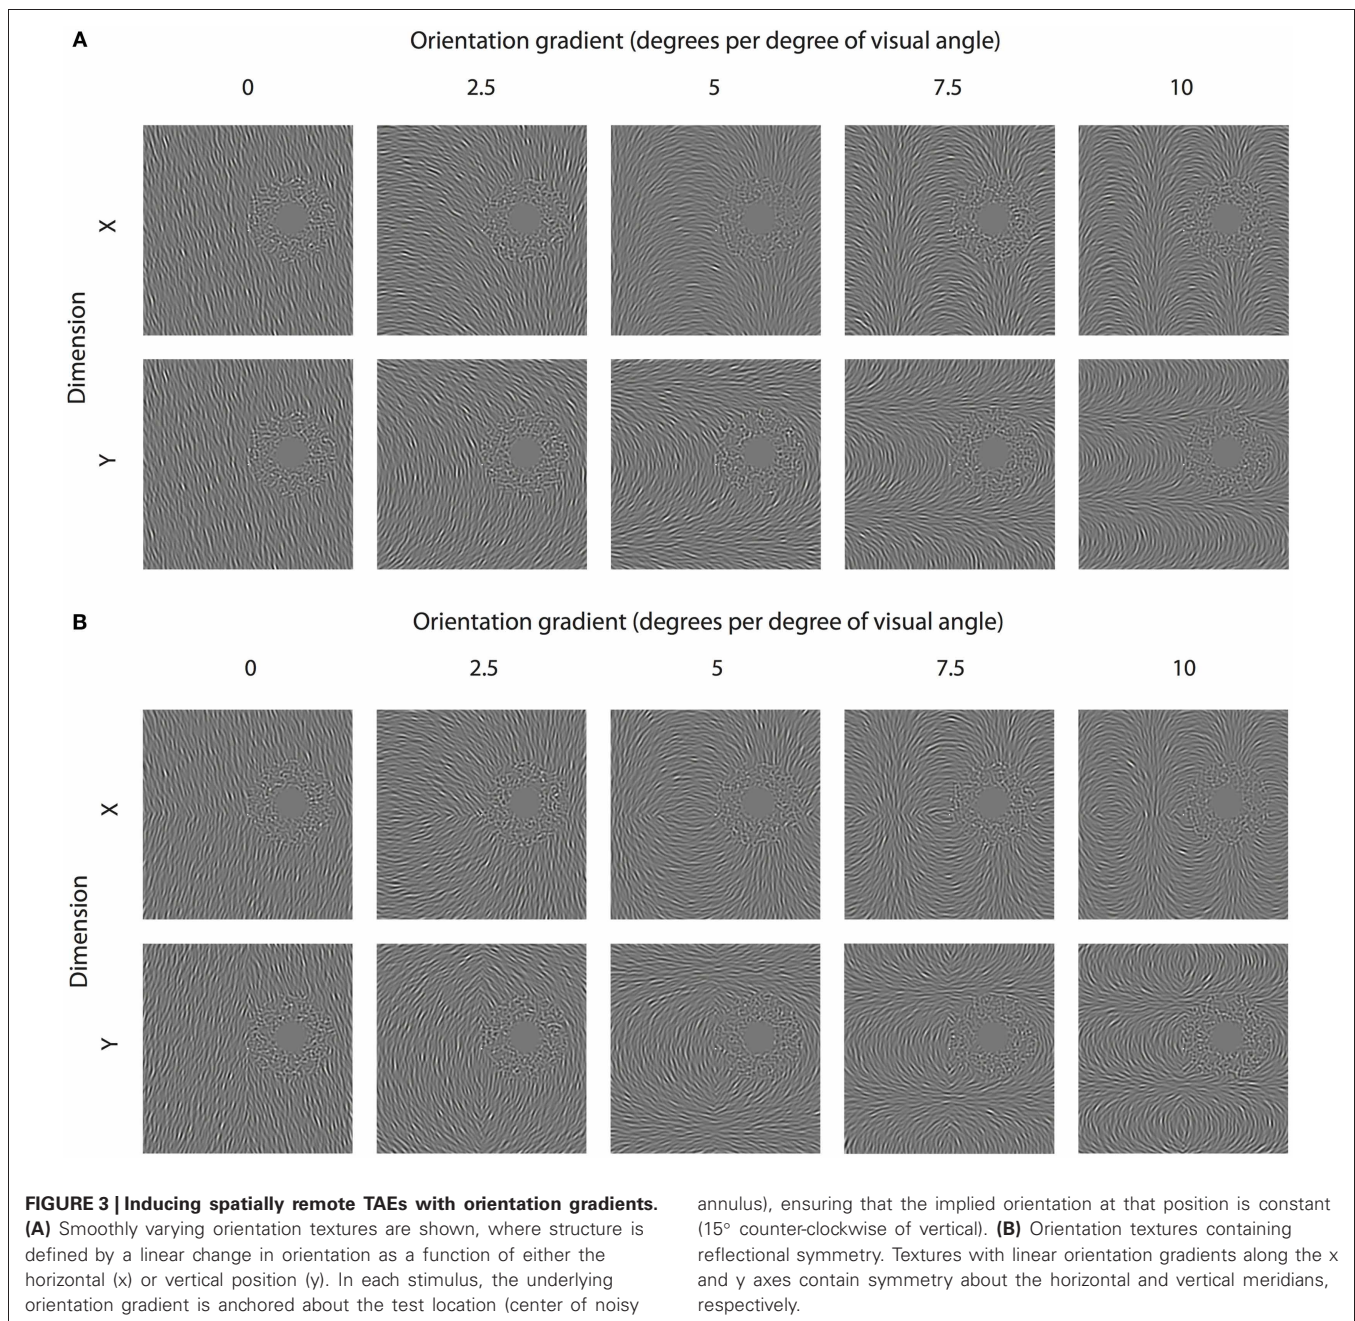 A
Orientation gradient (degrees per degree of visual angle)
0 2.5 5 7.5 10
Dimension
X
Y
B
Orientation gradient (degrees per degree of visual angle)
0 2.5 5 7.5 10
Dimension
X
Y
FIGURE 3 | Inducing spatially remote TAEs with orientation gradients.
(A) Smoothly varying orientation textures are shown, where structure is
defined by a linear change in orientation as a function of either the
horizontal (x) or vertical position (y). In each stimulus, the underlying
orientation gradient is anchored about the test location (center of noisy
annulus), ensuring that the implied orientation at that position is constant
(15° counter-clockwise of vertical). (B) Orientation textures containing
reflectional symmetry. Textures with linear orientation gradients along the x
and y axes contain symmetry about the horizontal and vertical meridians,
respectively.